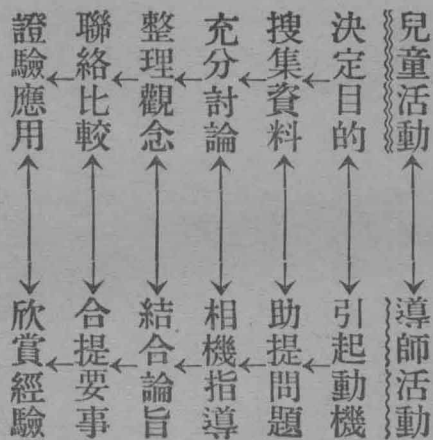 兒童活動
導師活動
決定目的
引起動機
搜集資料
助提問題
充分討論
相機指導
整理觀念
結合論旨
聯絡比較
合提要事
證驗應用
欣賞經驗